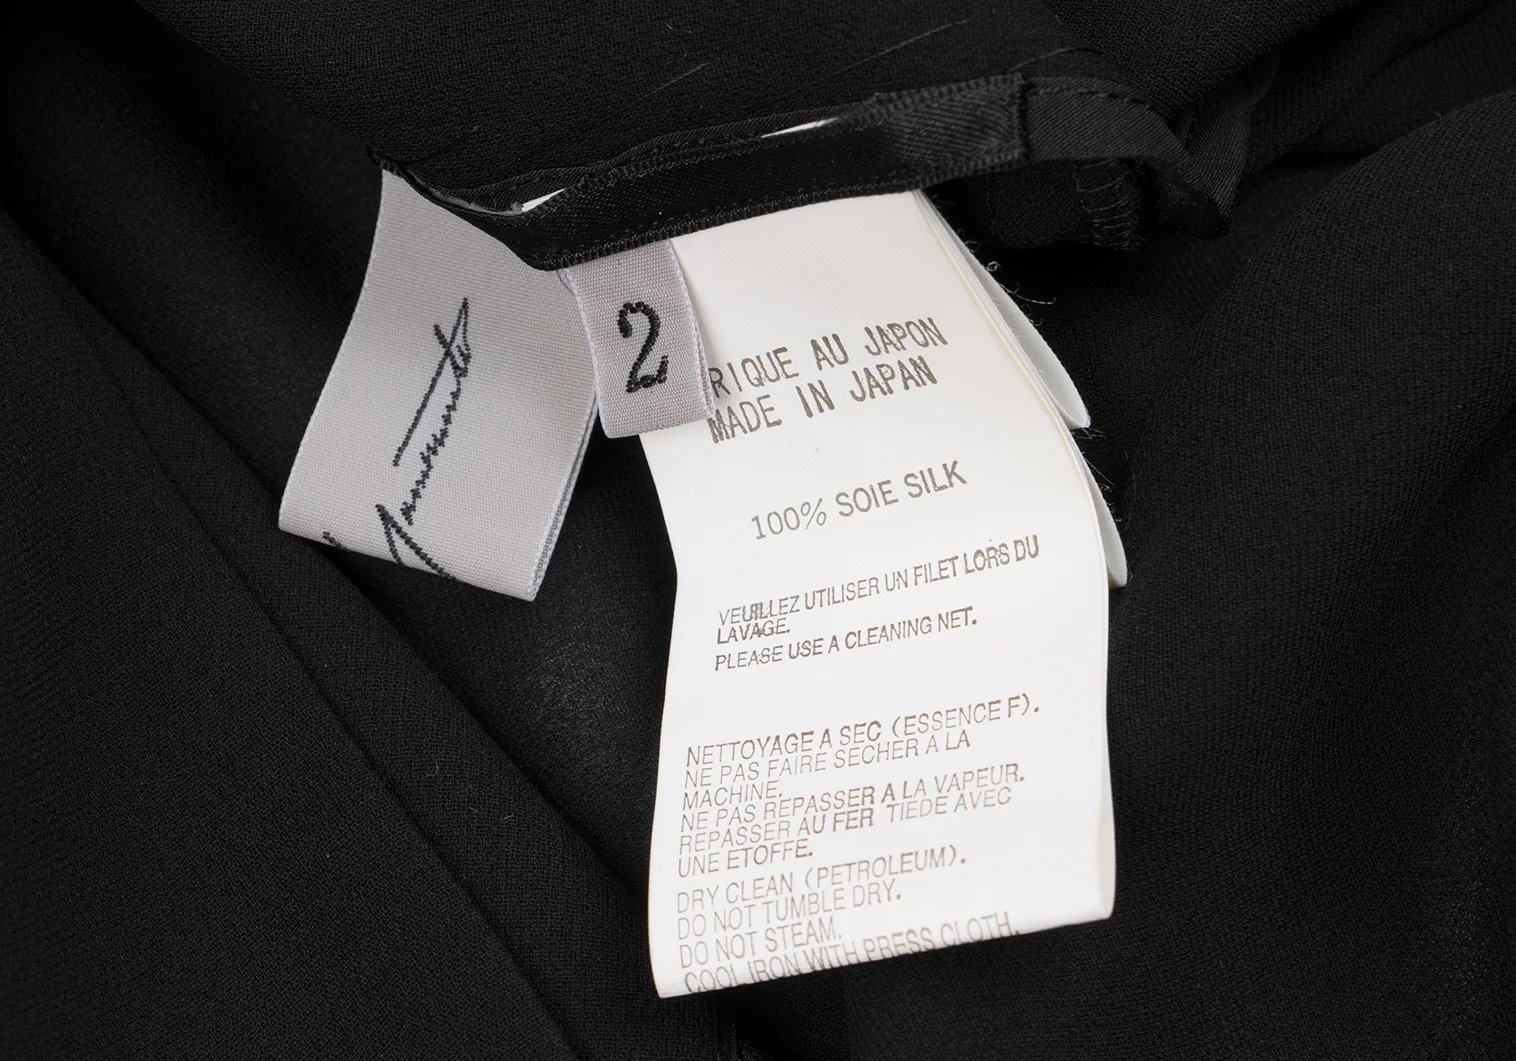 2
RIQUE AU JAPON
MADE IN JAPAN
100% SOIE SILK
VEUILLEZ UTILISER UN FILET LORS DU
LAVAGE.
PLEASE USE A CLEANING NET.
NETTOYAGE A SEC (ESSENCE F).
NE PAS FAIRE SECHER A LA
MACHINE.
NE PAS REPASSER A LA VAPEUR.
REPASSER AU FER TIEDE AVEC
UNE ETOFFE.
DRY CLEAN (PETROLEUM).
DO NOT TUMBLE DRY.
DO NOT STEAM.
COOL IRON WITH PRESS CLOTH.